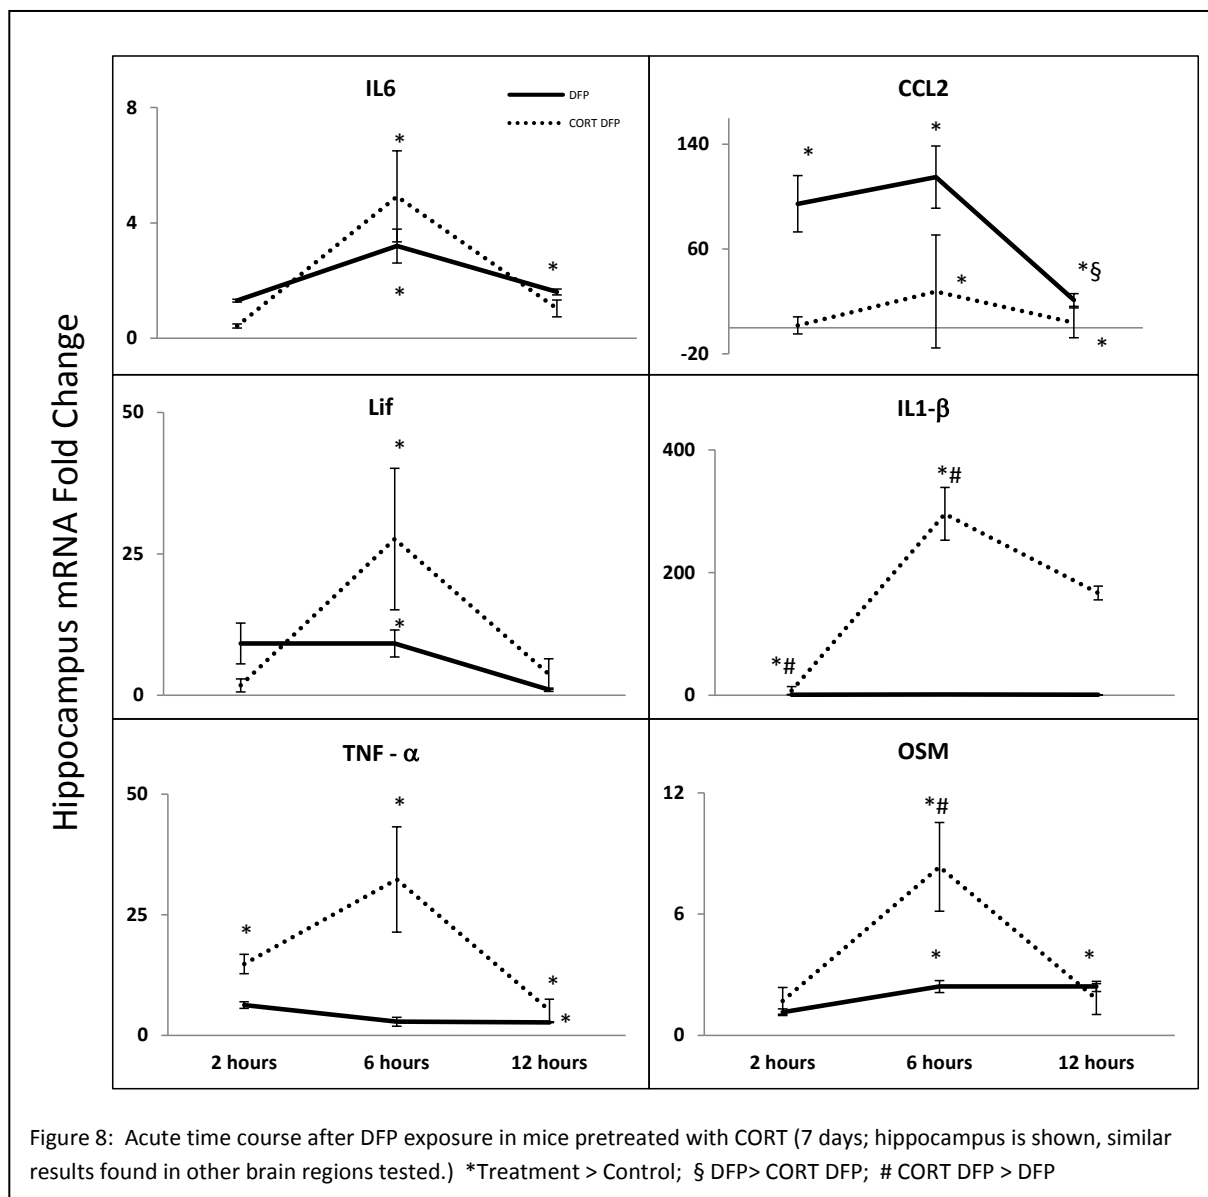 Hippocampus mRNA Fold Change
IL6
DFP
CORT DFP
8
4
0
*
*
*
CCL2
140
60
-20
*
*
*
*§
*
Lif
50
25
0
*
*
IL1-β
400
200
0
*#
*#
TNF - α
50
25
0
*
*
*
*
2 hours
6 hours
12 hours
OSM
12
6
0
*#
*
*
2 hours
6 hours
12 hours
Figure 8: Acute time course after DFP exposure in mice pretreated with CORT (7 days; hippocampus is shown, similar
results found in other brain regions tested.) *Treatment > Control; § DFP> CORT DFP; # CORT DFP > DFP